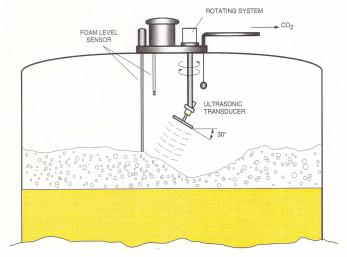 ROTATING SYSTEM
CO2
FOAM LEVEL
SENSOR
ULTRASONIC
TRANSDUCER
30°